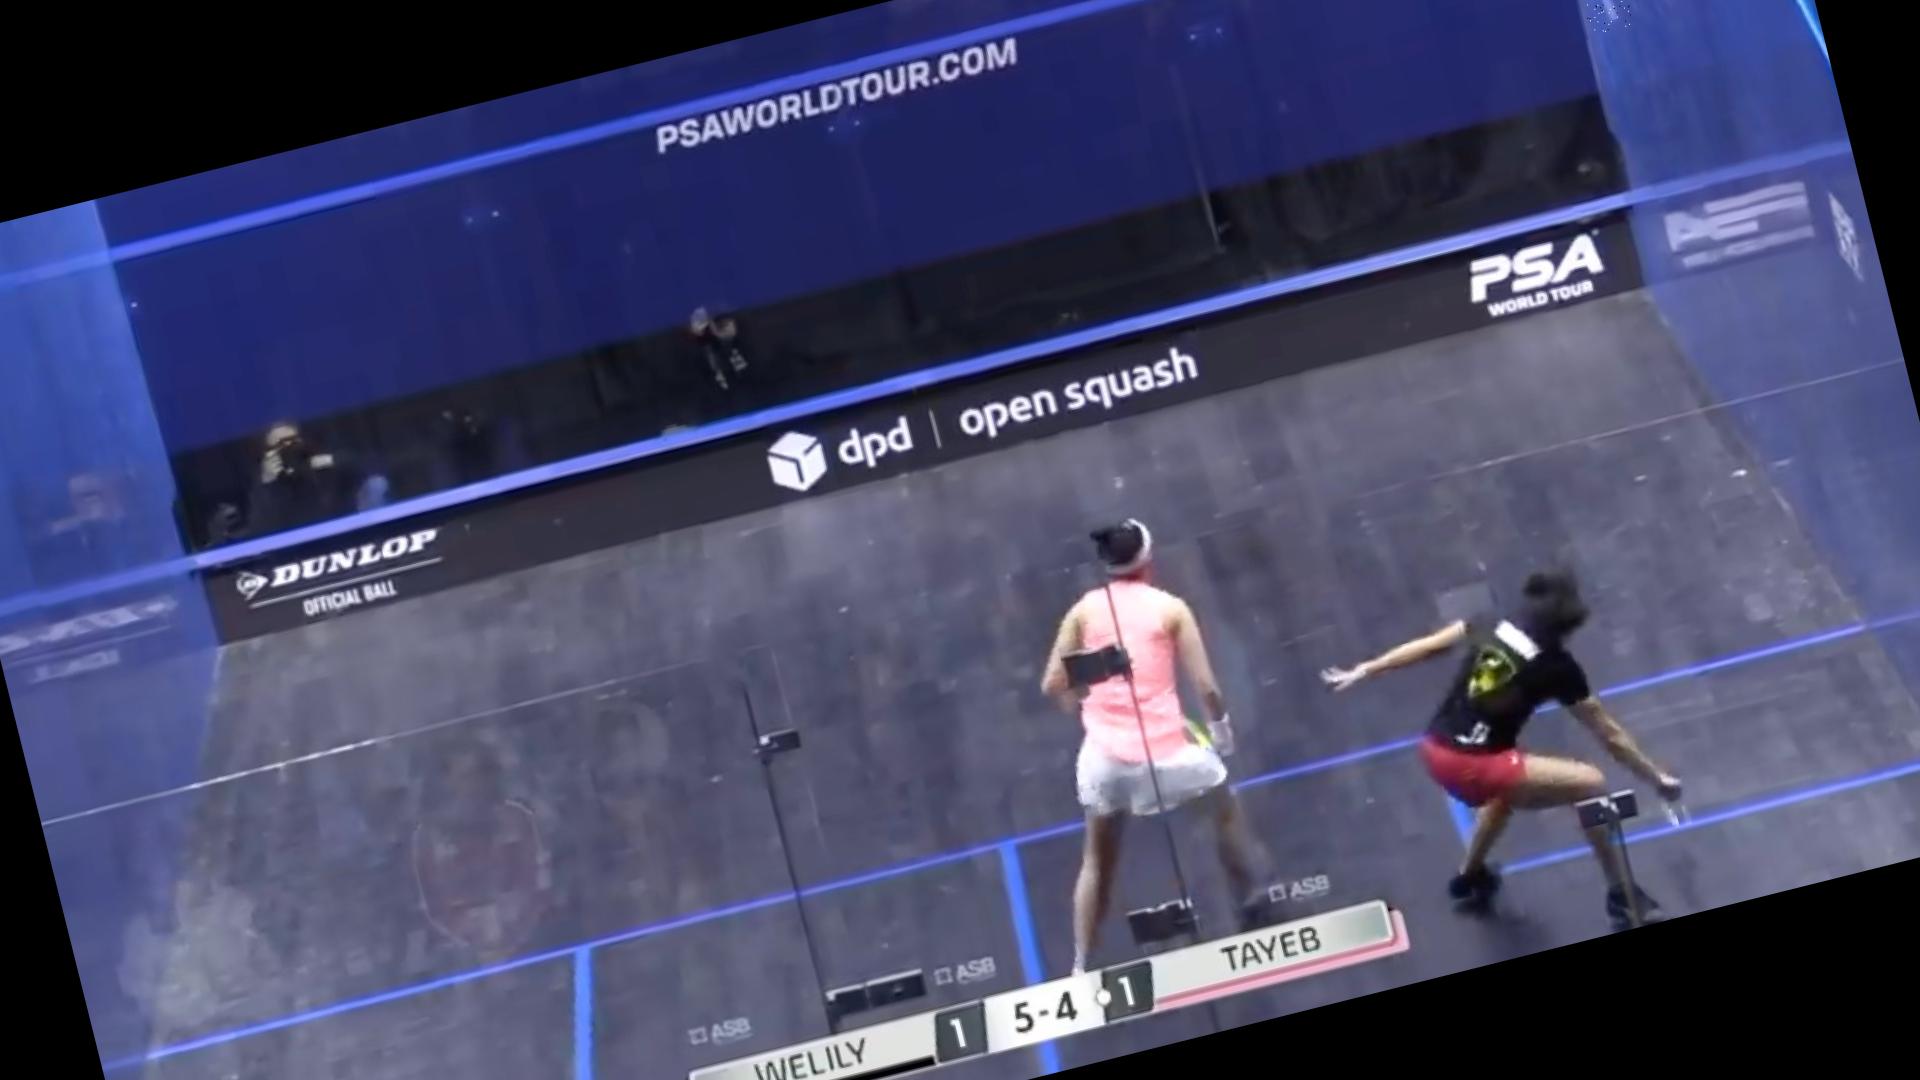 PSAWORLDTOUR.COM
PSA
WORLD TOUR
dpd | open squash
DUNLOP
OFFICIAL BALL
ASB
ASB
ASB
WELILY 1 5-4 1 TAYEB